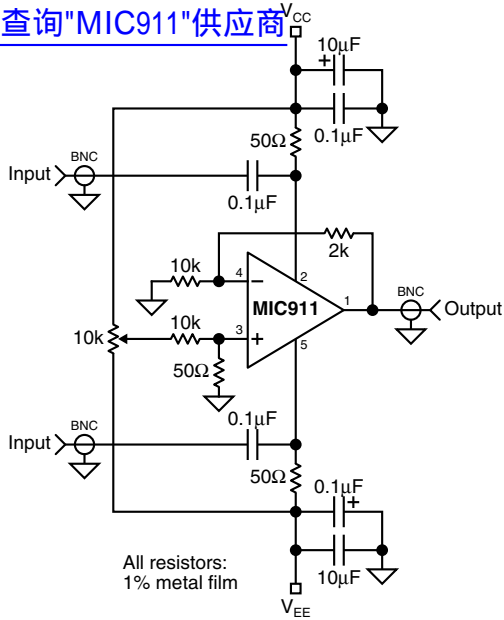 查询"MIC911"供应商
VCC
10µF
+
50Ω
0.1µF
BNC
Input
0.1µF
2k
10k
4
−
2
MIC911
1
BNC
Output
10k
10k
3
+
5
50Ω
0.1µF
BNC
Input
50Ω
0.1µF
+
All resistors:
1% metal film
10µF
VEE